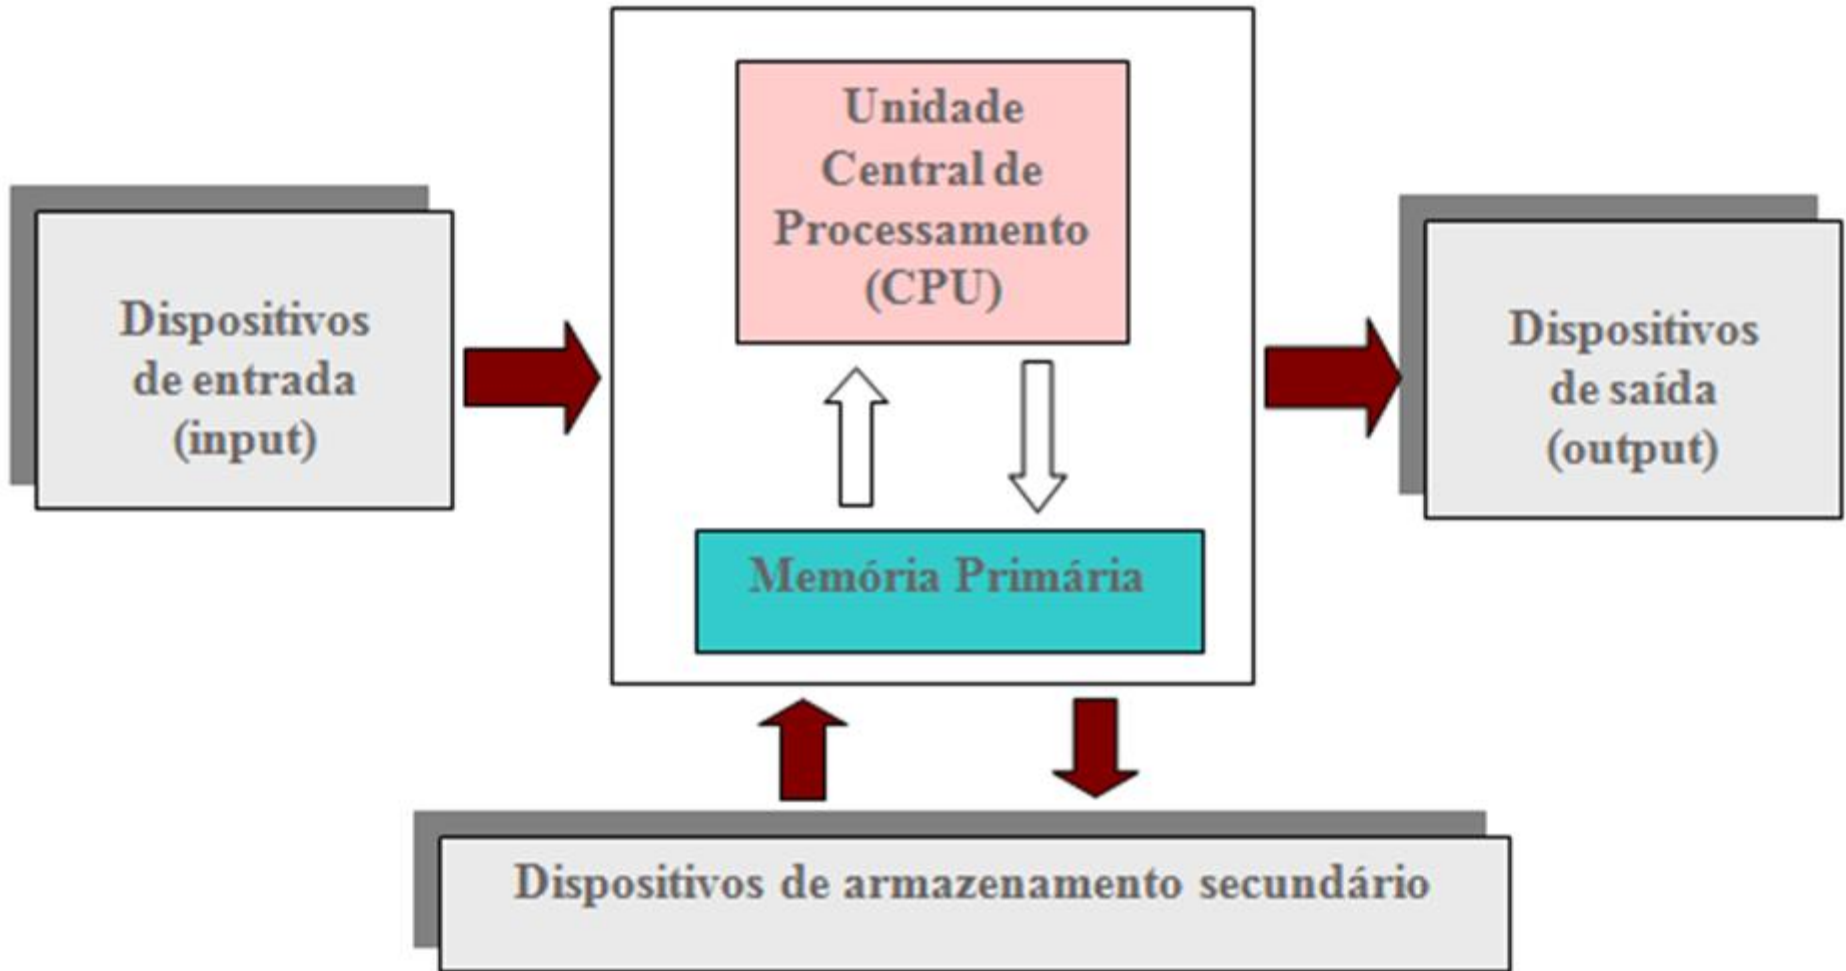 Unidade
Central de
Processamento
(CPU)
Dispositivos
de entrada
(input)
Dispositivos
de saída
(output)
Memória Primária
Dispositivos de armazenamento secundário